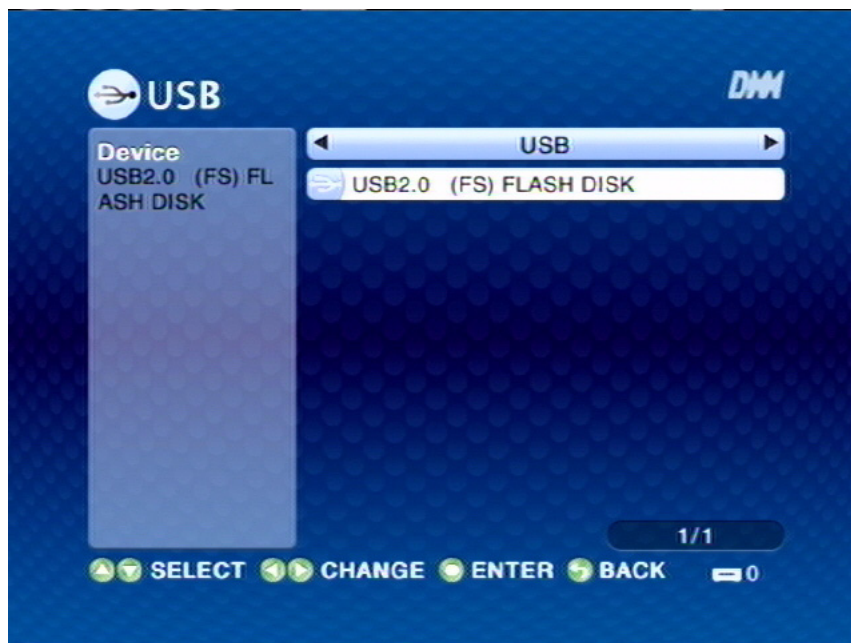 USB
DMM
Device
USB2.0 (FS) FL
ASH DISK
USB
USB2.0 (FS) FLASH DISK
1/1
SELECT CHANGE ENTER BACK 0